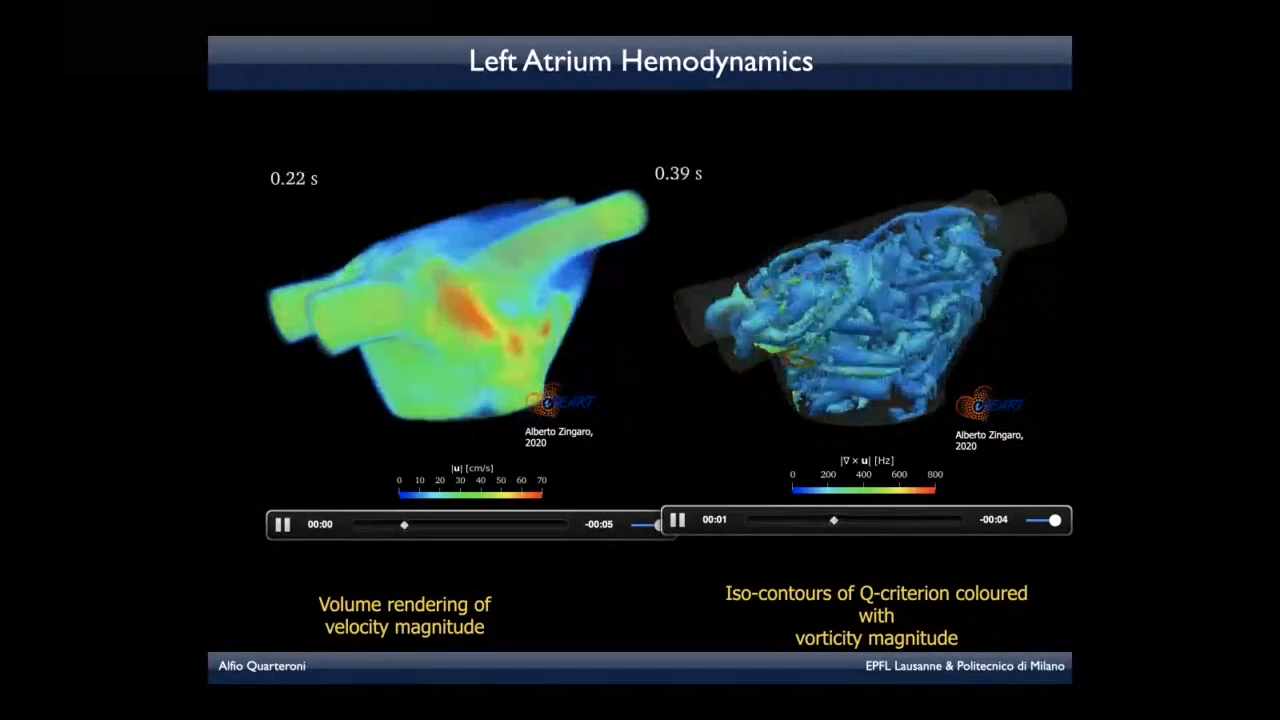 Left Atrium Hemodynamics
0.22 s
0.39 s
iHEART
Alberto Zingaro,
2020
iHEART
Alberto Zingaro,
2020
|u| [cm/s]
0 10 20 30 40 50 60 70
|∇ × u| [Hz]
0 200 400 600 800
00:00
-00:05
00:01
-00:04
Volume rendering of
velocity magnitude
Iso-contours of Q-criterion coloured
with
vorticity magnitude
Alfio Quarteroni
EPFL Lausanne & Politecnico di Milano